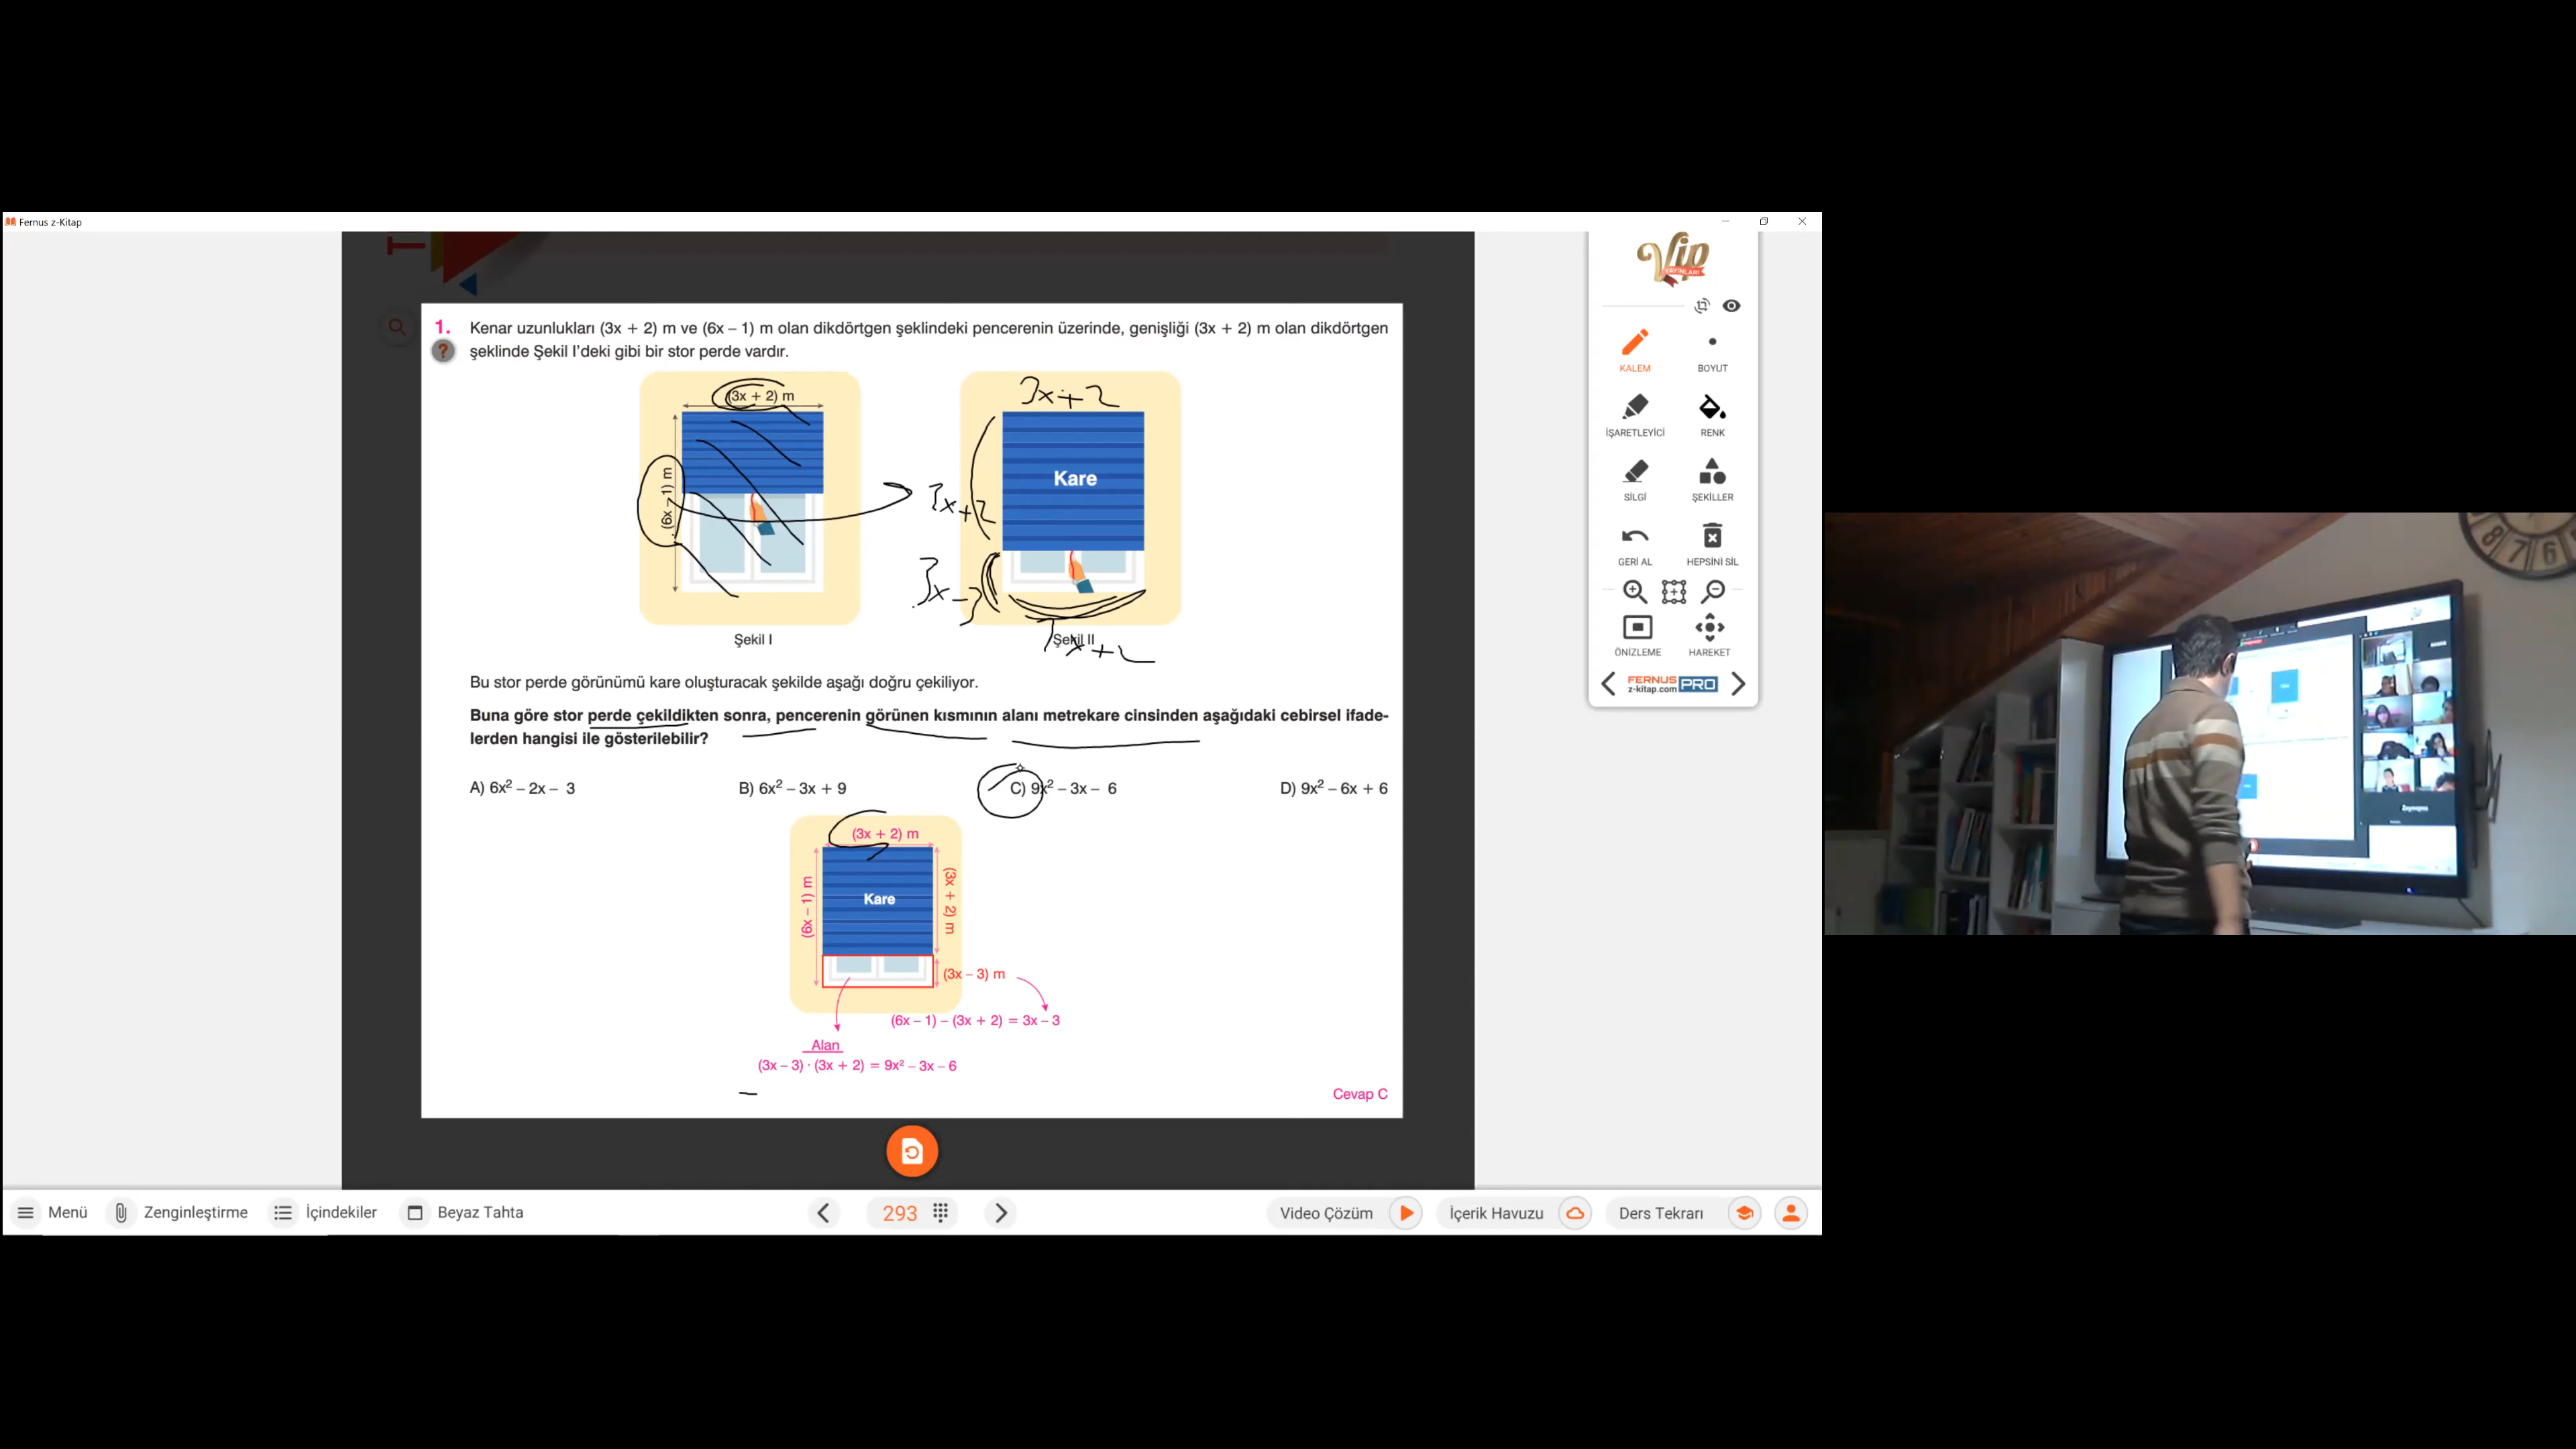 Fernus z-Kitap
Vip
YAYINLARI
1. Kenar uzunlukları (3x + 2) m ve (6x – 1) m olan dikdörtgen şeklindeki pencerenin üzerinde, genişliği (3x + 2) m olan dikdörtgen
? şeklinde Şekil I'deki gibi bir stor perde vardır.
(3x + 2) m
(6x – 1) m
Şekil I
3x+2
Kare
3x+2
3x-3
Şekil II
3x+2
Bu stor perde görünümü kare oluşturacak şekilde aşağı doğru çekiliyor.
Buna göre stor perde çekildikten sonra, pencerenin görünen kısmının alanı metrekare cinsinden aşağıdaki cebirsel ifade-
lerden hangisi ile gösterilebilir?
A) 6x² – 2x – 3 B) 6x² – 3x + 9 C) 9x² – 3x – 6 D) 9x² – 6x + 6
(3x + 2) m
(6x – 1) m
Kare
(3x + 2) m
(3x – 3) m
(6x – 1) – (3x + 2) = 3x – 3
Alan
(3x – 3) · (3x + 2) = 9x² – 3x – 6
Cevap C
KALEM BOYUT
İŞARETLEYİCİ RENK
SİLGİ ŞEKİLLER
GERİ AL HEPSİNİ SİL
ÖNİZLEME HAREKET
FERNUS
z-kitap.com PRO
8 7 6
Menü Zenginleştirme İçindekiler Beyaz Tahta 293 Video Çözüm İçerik Havuzu Ders Tekrarı